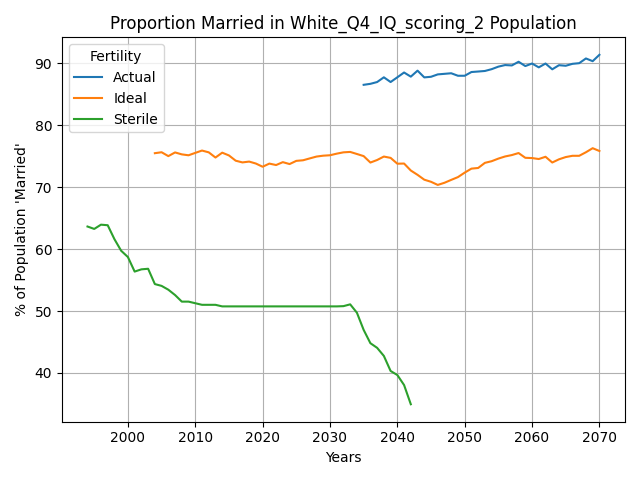 Proportion Married in White_Q4_IQ_scoring_2 Population
Fertility
Actual
Ideal
Sterile
% of Population 'Married'
90
80
70
60
50
40
2000
2010
2020
2030
2040
2050
2060
2070
Years